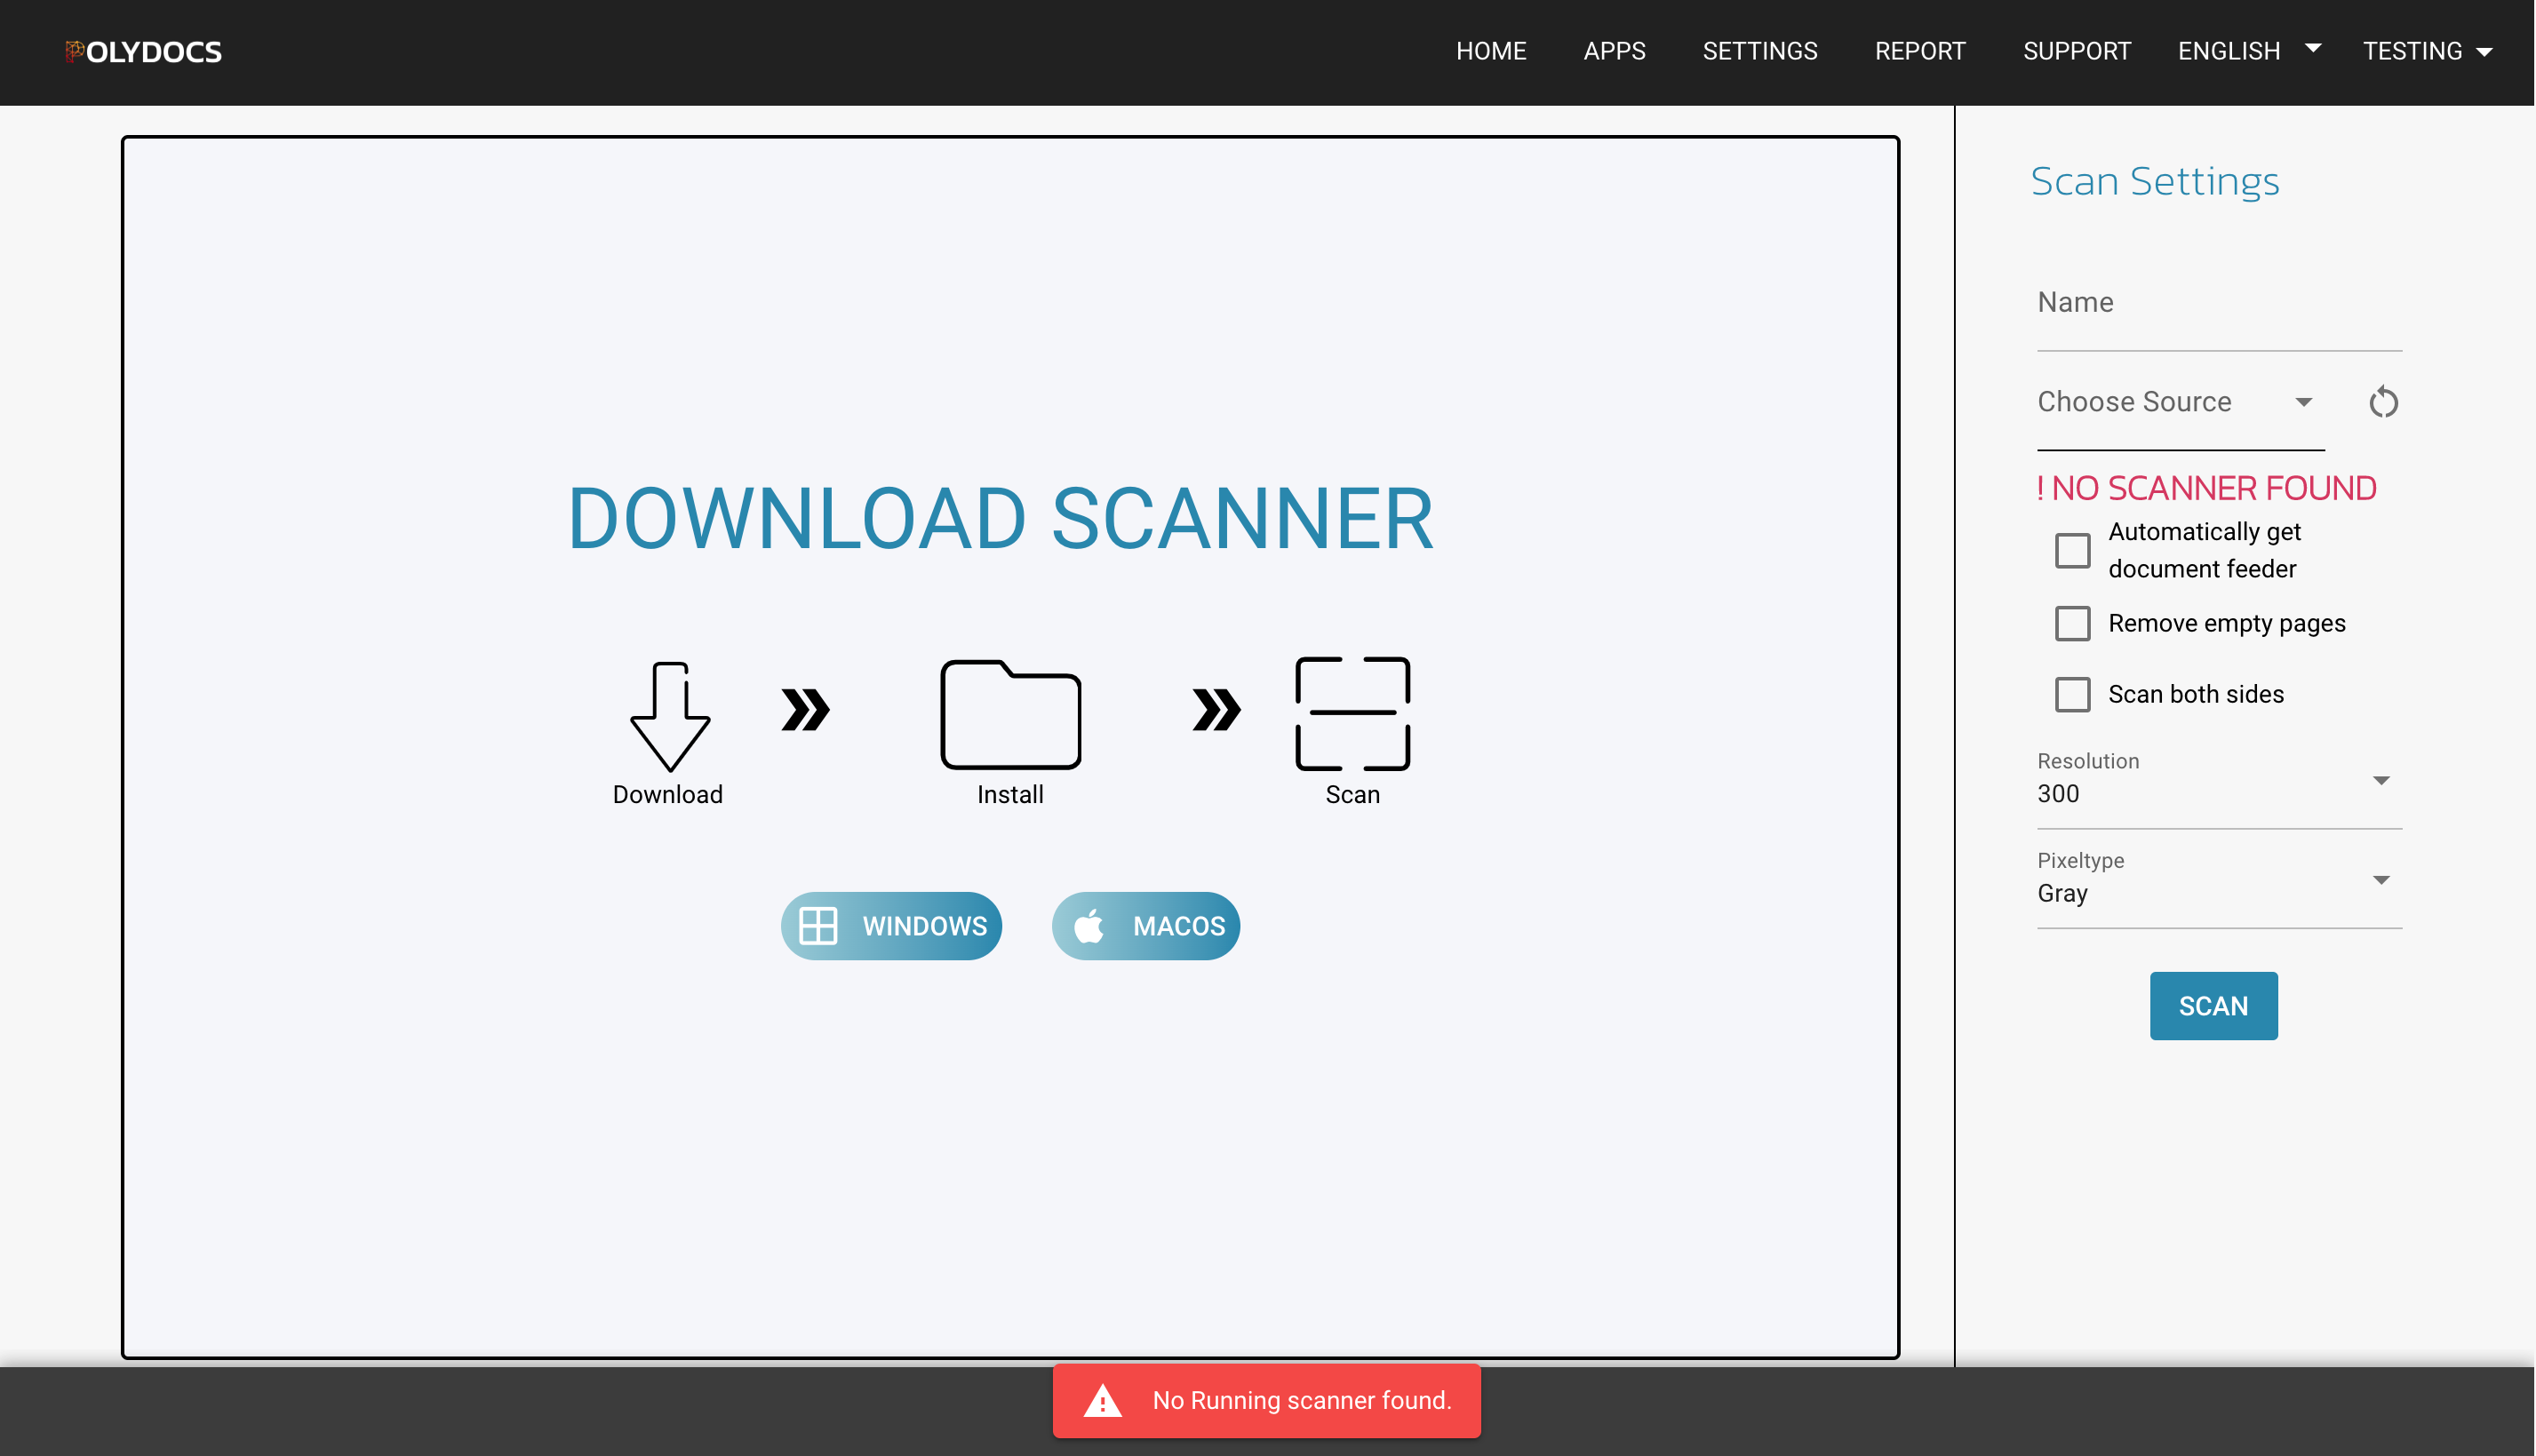 POLYDOCS
HOME APPS SETTINGS REPORT SUPPORT ENGLISH TESTING
DOWNLOAD SCANNER
Download Install Scan
WINDOWS MACOS
Scan Settings
Name
Choose Source
! NO SCANNER FOUND
Automatically get
document feeder
Remove empty pages
Scan both sides
Resolution
300
Pixeltype
Gray
SCAN
No Running scanner found.